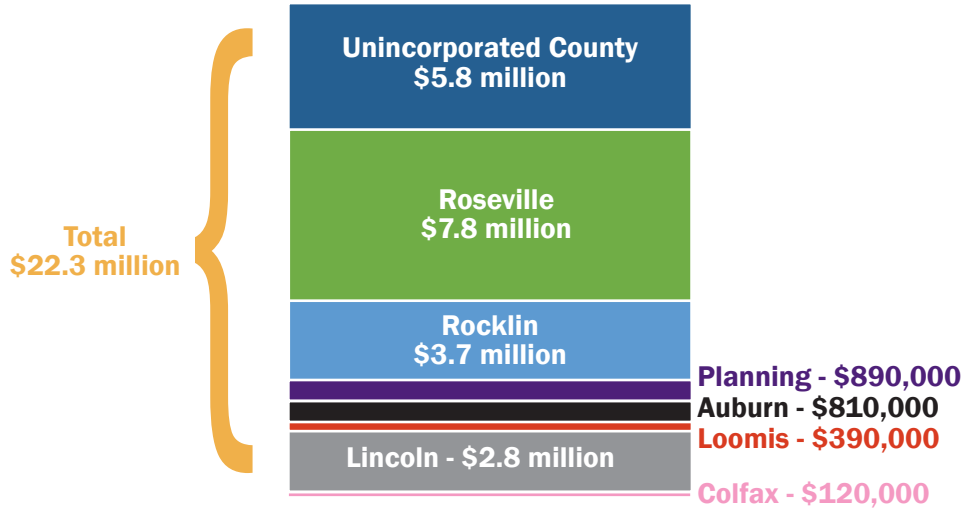 Unincorporated County
$5.8 million
Roseville
$7.8 million
Total
$22.3 million
Rocklin
$3.7 million
Planning - $890,000
Auburn - $810,000
Loomis - $390,000
Lincoln - $2.8 million
Colfax - $120,000